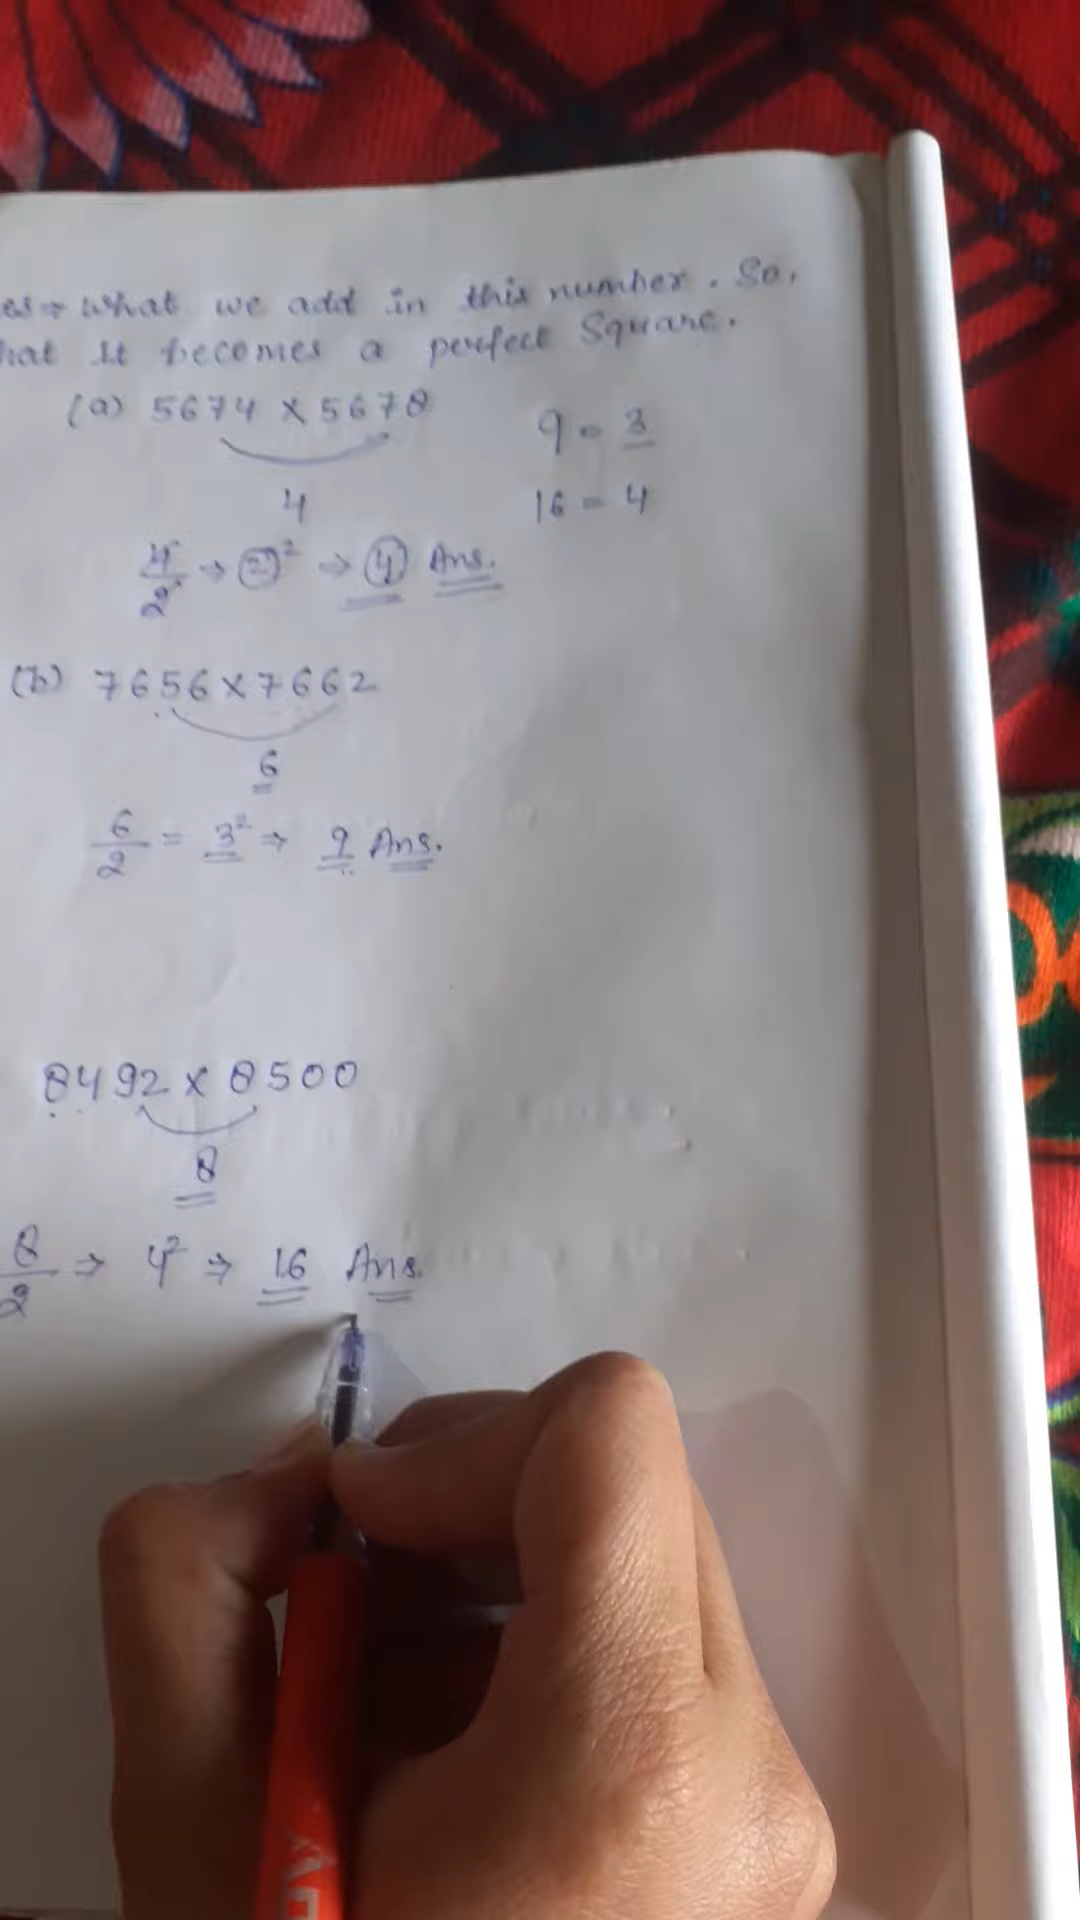 es⇒ What we add in this number. So,
hat it becomes a perfect Square.
(a) 5674 x 5678
9 = 3
4
16 = 4
4/2 → (2)² → 4 Ans.
(b) 7656 x 7662
6
6/2 = 3² ⇒ 9 Ans.
8492 x 8500
8
8/2 ⇒ 4² ⇒ 16 Ans.